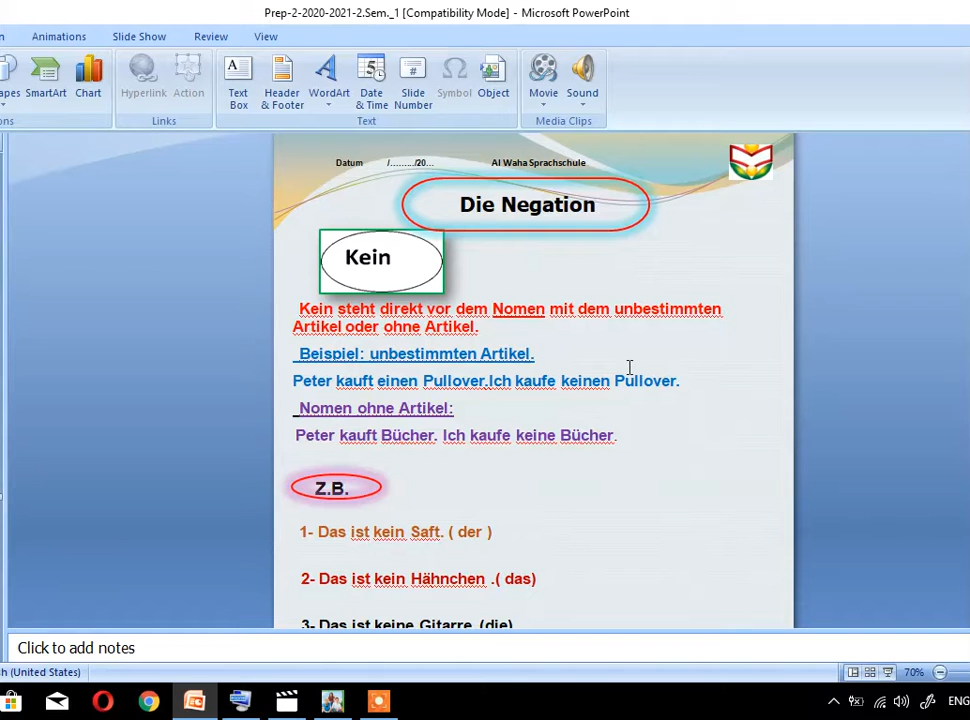 Prep-2-2020-2021-2.Sem._1 [Compatibility Mode] - Microsoft PowerPoint
Animations Slide Show Review View
SmartArt Chart Hyperlink Action Text Box Header & Footer WordArt Date & Time Slide Number Symbol Object Movie Sound
Links Text Media Clips
Datum /........./20... Al Waha Sprachschule
Die Negation
Kein
Kein steht direkt vor dem Nomen mit dem unbestimmten
Artikel oder ohne Artikel.
Beispiel: unbestimmten Artikel.
Peter kauft einen Pullover.Ich kaufe keinen Pullover.
Nomen ohne Artikel:
Peter kauft Bücher. Ich kaufe keine Bücher.
Z.B.
1- Das ist kein Saft. ( der )
2- Das ist kein Hähnchen .( das)
3- Das ist keine Gitarre (die)
Click to add notes
(United States) 70%
ENG